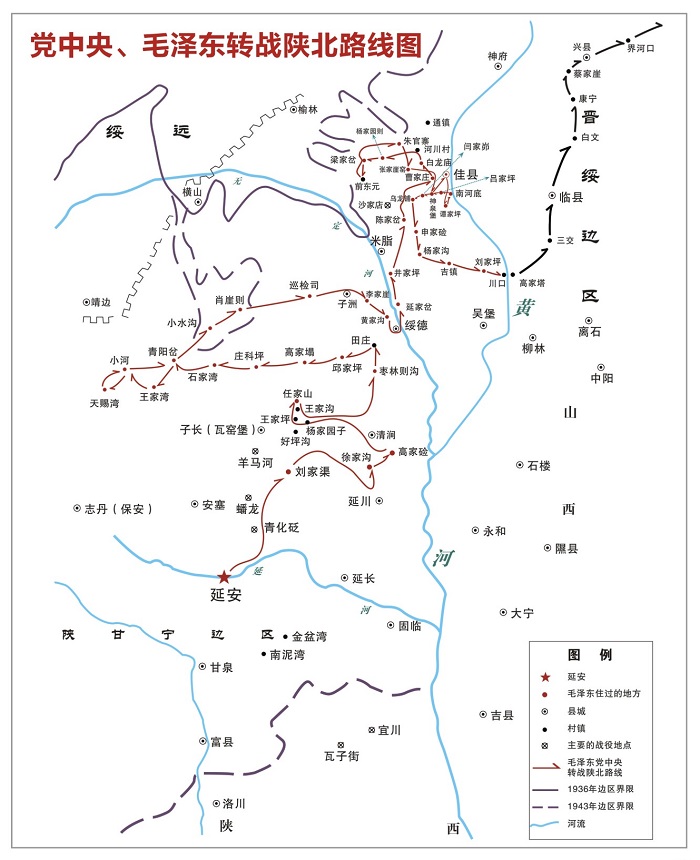 党中央、毛泽东转战陕北路线图
界河口
兴县
神府
蔡家崖
康宁
榆林
通镇
晋
绥
边
区
绥 远
杨家园则
朱官寨
白文
河川村
闫家峁
梁家岔
张家崖窑
白龙庙
曹家庄
佳县
吕家坪
横山
无
定
河
前东元
乌龙铺
神泉堡
南河底
谭家坪
临县
沙家店
陈家岔
申家硷
米脂
三交
杨家沟
吉镇
刘家坪
井家坪
川口
高家塔
巡检司
肖崖则
子洲
李家崖
靖边
小水沟
黄家沟
延家岔
绥德
吴堡
黄
河
离石
田庄
柳林
小河
青阳岔
庄科坪
高家塌
邱家坪
枣林则沟
石家湾
中阳
天赐湾
王家湾
任家山
王家沟
王家坪
杨家园子
好坪沟
山
西
子长（瓦窑堡）
清涧
羊马河
徐家沟
高家硷
刘家渠
石楼
延川
志丹（保安）
安塞
蟠龙
青化砭
永和
隰县
延
河
延安
延长
固临
大宁
陕 甘 宁 边 区
金盆湾
南泥湾
甘泉
吉县
宜川
富县
瓦子街
洛川
陕 西
图 例
延安
毛泽东住过的地方
县城
村镇
主要的战役地点
毛泽东党中央
转战陕北路线
1936年边区界限
1943年边区界限
河流